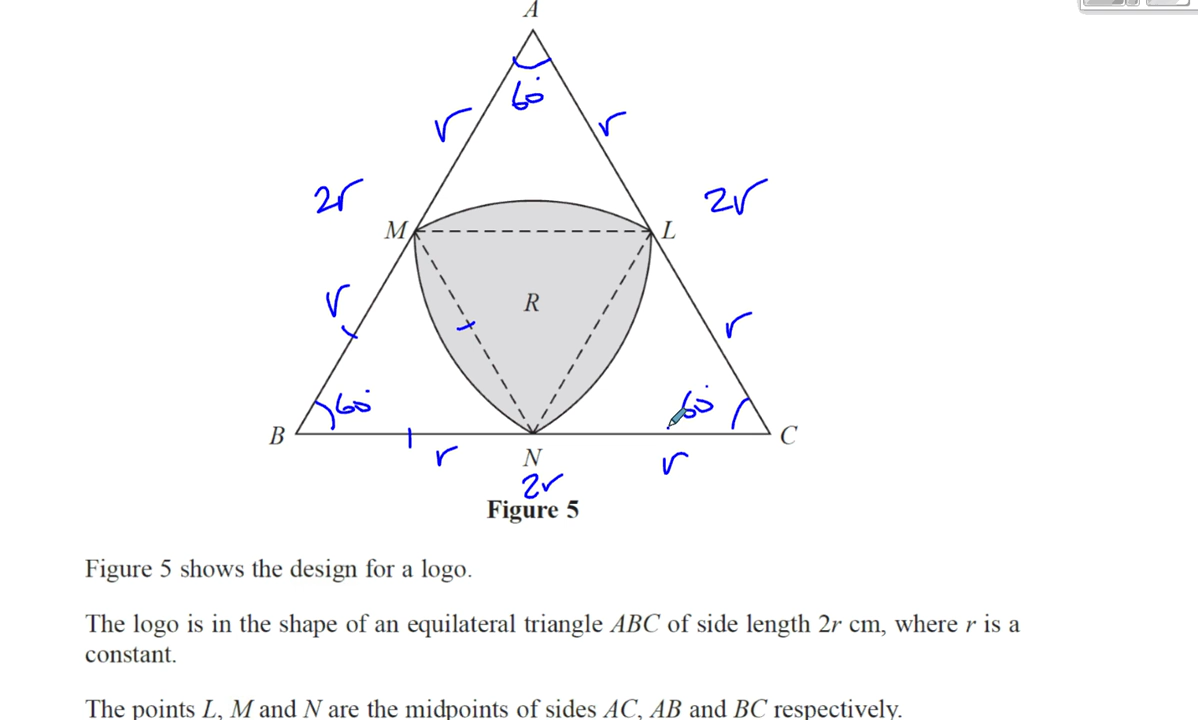 A
60°
r
r
2r
2r
M
L
R
r
r
60°
60°
B
C
r
N
r
2r
Figure 5
Figure 5 shows the design for a logo.
The logo is in the shape of an equilateral triangle ABC of side length 2r cm, where r is a
constant.
The points L, M and N are the midpoints of sides AC, AB and BC respectively.